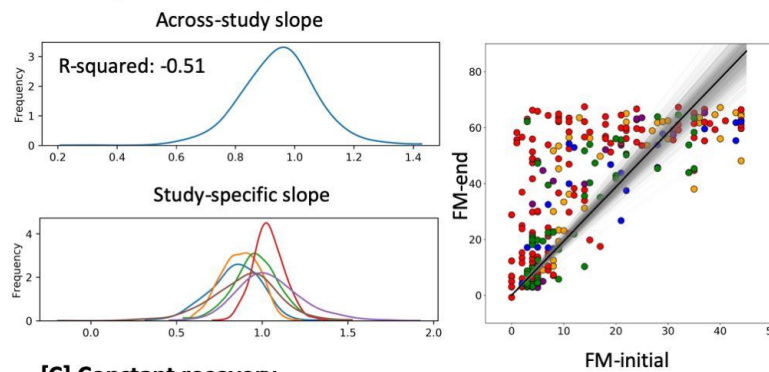 Across-study slope
R-squared: -0.51
Frequency
3
2
1
0
0.2 0.4 0.6 0.8 1.0 1.2 1.4
Study-specific slope
Frequency
4
2
0
0.0 0.5 1.0 1.5 2.0
FM-end
80
60
40
20
0
0 10 20 30 40
FM-initial